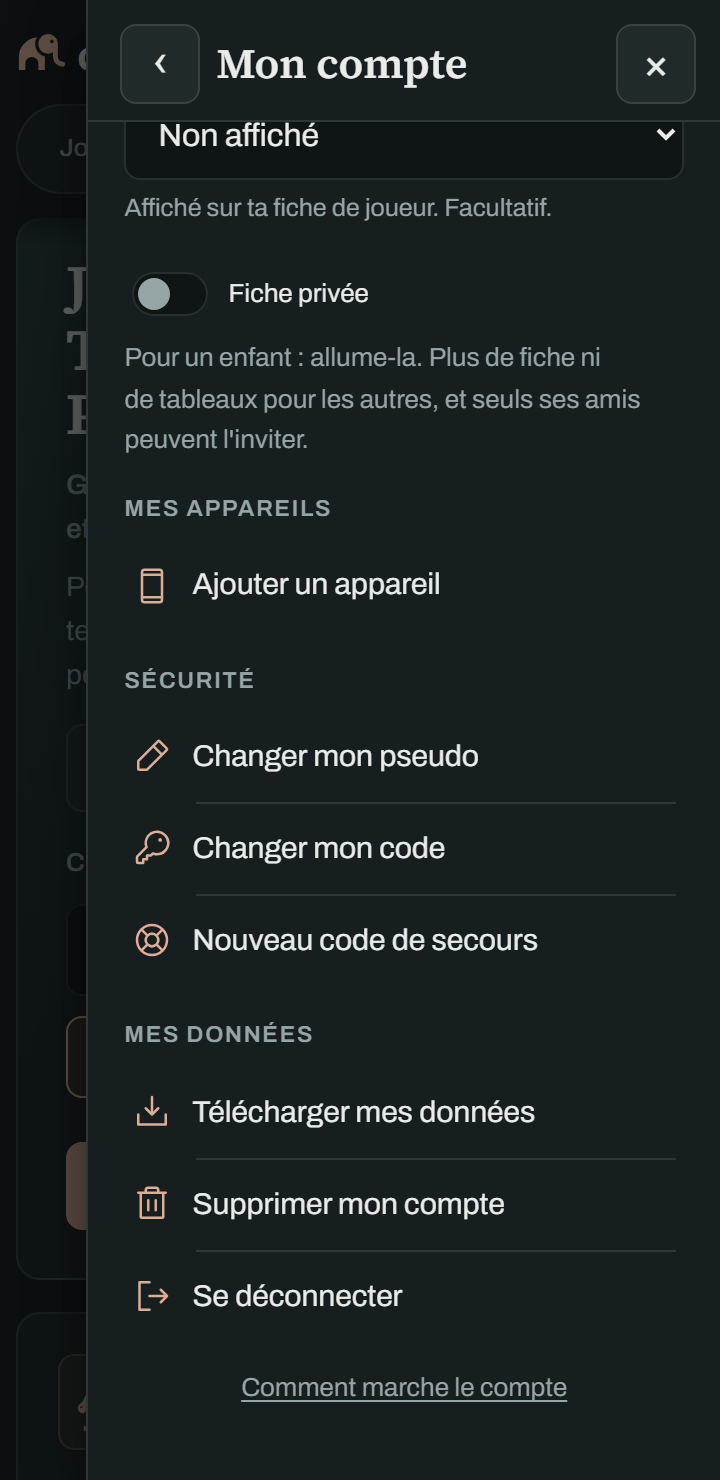 Mon compte
Non affiché
Affiché sur ta fiche de joueur. Facultatif.
Fiche privée
Pour un enfant : allume-la. Plus de fiche ni
de tableaux pour les autres, et seuls ses amis
peuvent l'inviter.
MES APPAREILS
Ajouter un appareil
SÉCURITÉ
Changer mon pseudo
Changer mon code
Nouveau code de secours
MES DONNÉES
Télécharger mes données
Supprimer mon compte
Se déconnecter
Comment marche le compte